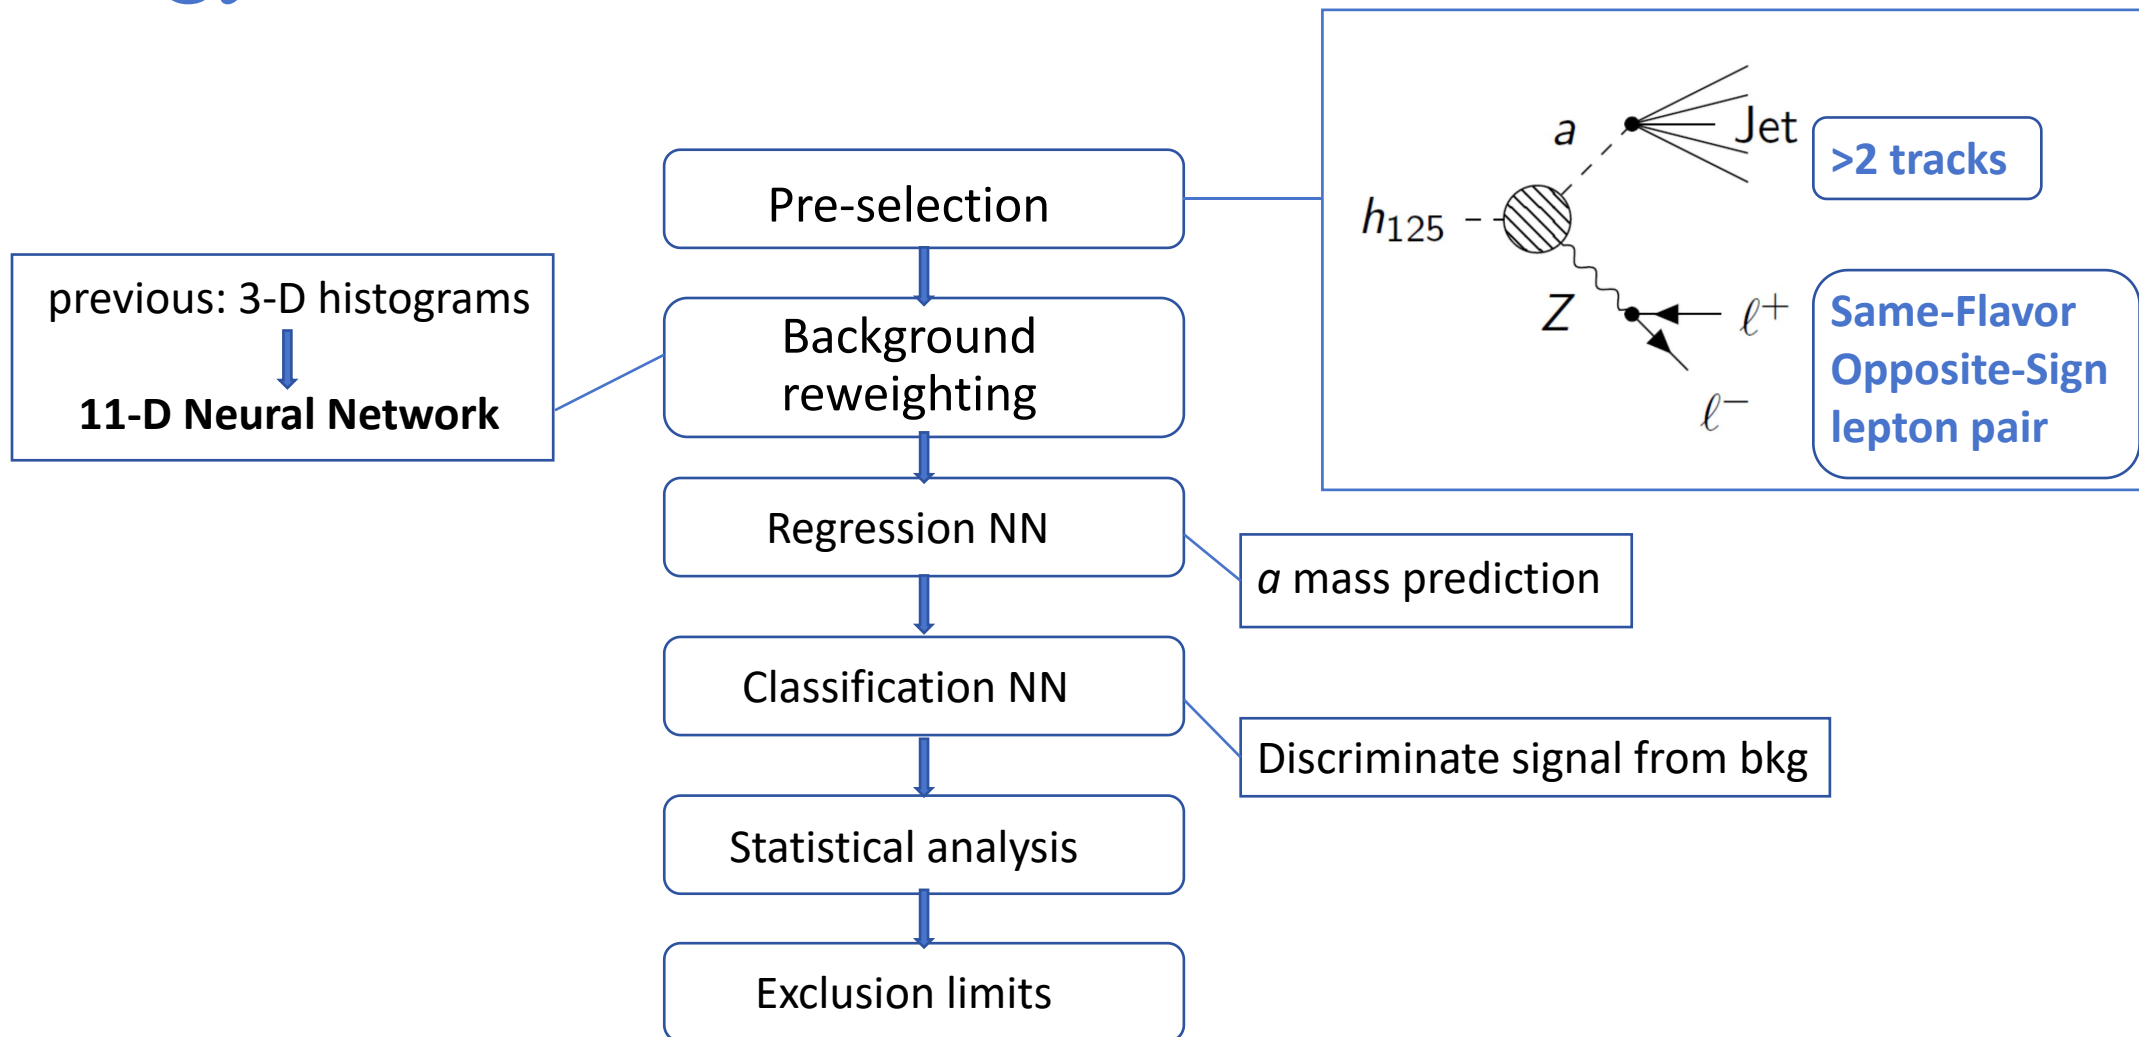 Pre-selection
Background
reweighting
Regression NN
Classification NN
Statistical analysis
Exclusion limits
previous: 3-D histograms
11-D Neural Network
a
Jet
>2 tracks
h125
Z
ℓ+
ℓ−
Same-Flavor
Opposite-Sign
lepton pair
a mass prediction
Discriminate signal from bkg